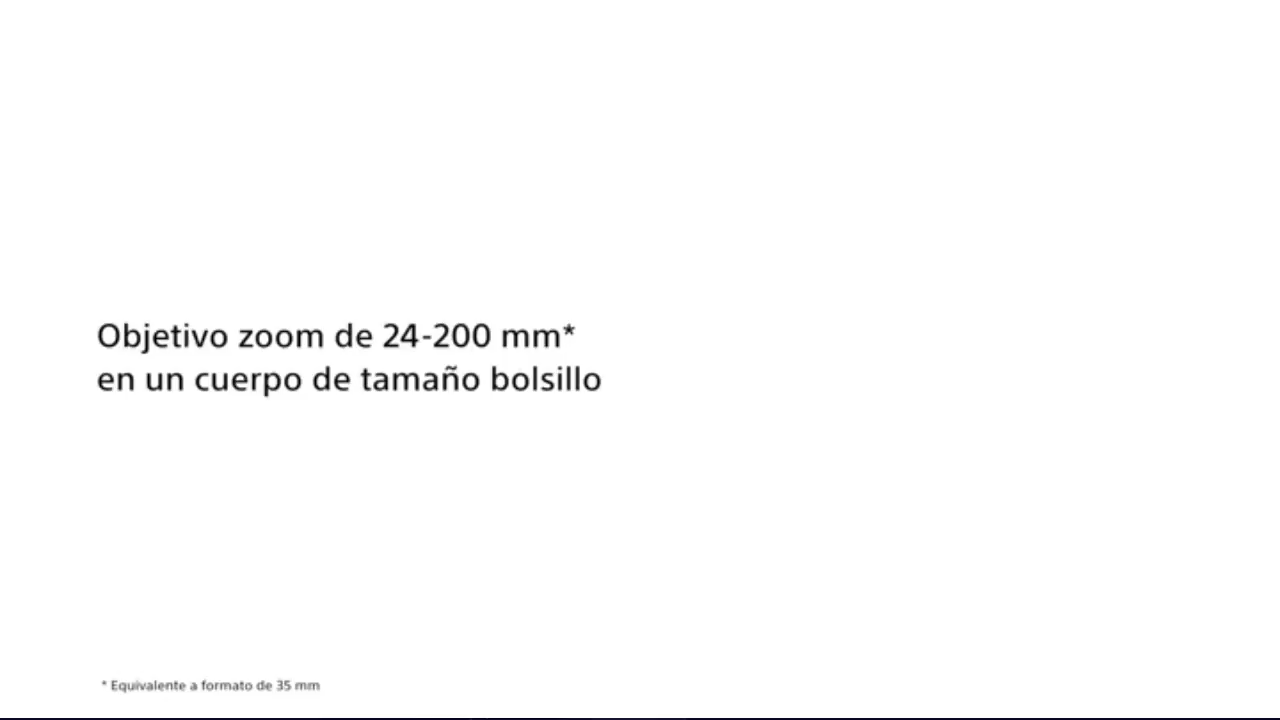 Objetivo zoom de 24-200 mm*
en un cuerpo de tamaño bolsillo
* Equivalente a formato de 35 mm